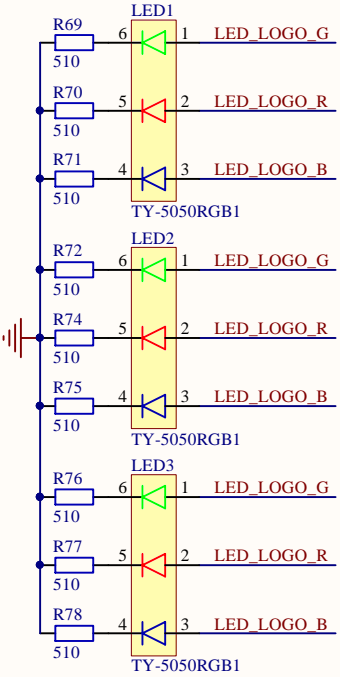 LED1
R69 6 1 LED_LOGO_G
510
R70 5 2 LED_LOGO_R
510
R71 4 3 LED_LOGO_B
510
TY-5050RGB1
LED2
R72 6 1 LED_LOGO_G
510
R74 5 2 LED_LOGO_R
510
R75 4 3 LED_LOGO_B
510
TY-5050RGB1
LED3
R76 6 1 LED_LOGO_G
510
R77 5 2 LED_LOGO_R
510
R78 4 3 LED_LOGO_B
510
TY-5050RGB1